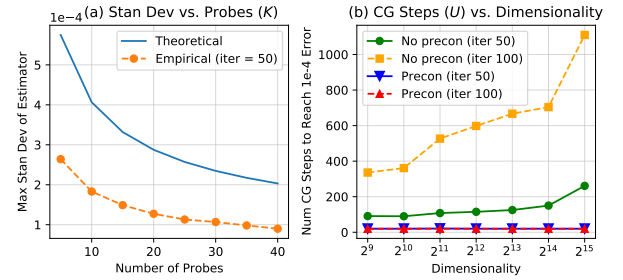 (a) Stan Dev vs. Probes (K)
1e−4
Theoretical
Empirical (iter = 50)
5
4
3
2
1
10
20
30
40
Max Stan Dev of Estimator
Number of Probes
(b) CG Steps (U) vs. Dimensionality
No precon (iter 50)
No precon (iter 100)
Precon (iter 50)
Precon (iter 100)
1000
800
600
400
200
0
2^9
2^10
2^11
2^12
2^13
2^14
2^15
Num CG Steps to Reach 1e-4 Error
Dimensionality